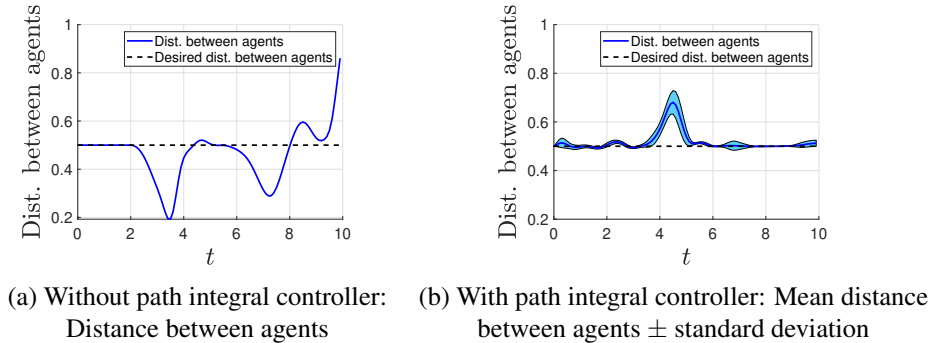 Dist. between agents
1
0.8
0.6
0.4
0.2
0
2
4
6
8
10
t
Dist. between agents
Desired dist. between agents
(a) Without path integral controller:
Distance between agents
Dist. between agents
1
0.8
0.6
0.4
0.2
0
2
4
6
8
10
t
Dist. between agents
Desired dist. between agents
(b) With path integral controller: Mean distance
between agents ± standard deviation